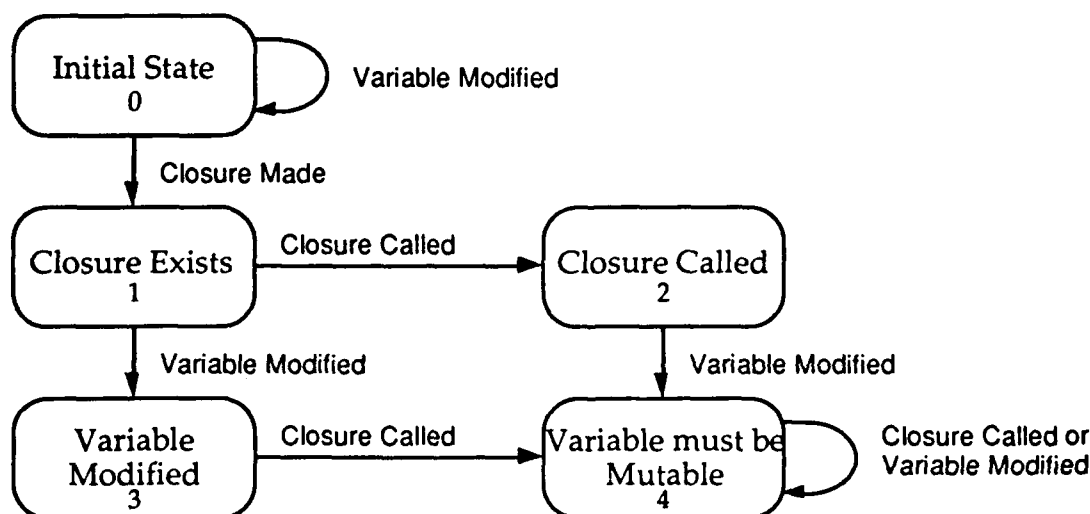 Initial State
0
Variable Modified
Closure Made
Closure Exists
1
Closure Called
Closure Called
2
Variable Modified
Variable Modified
Variable
Modified
3
Closure Called
Variable must be
Mutable
4
Closure Called or
Variable Modified